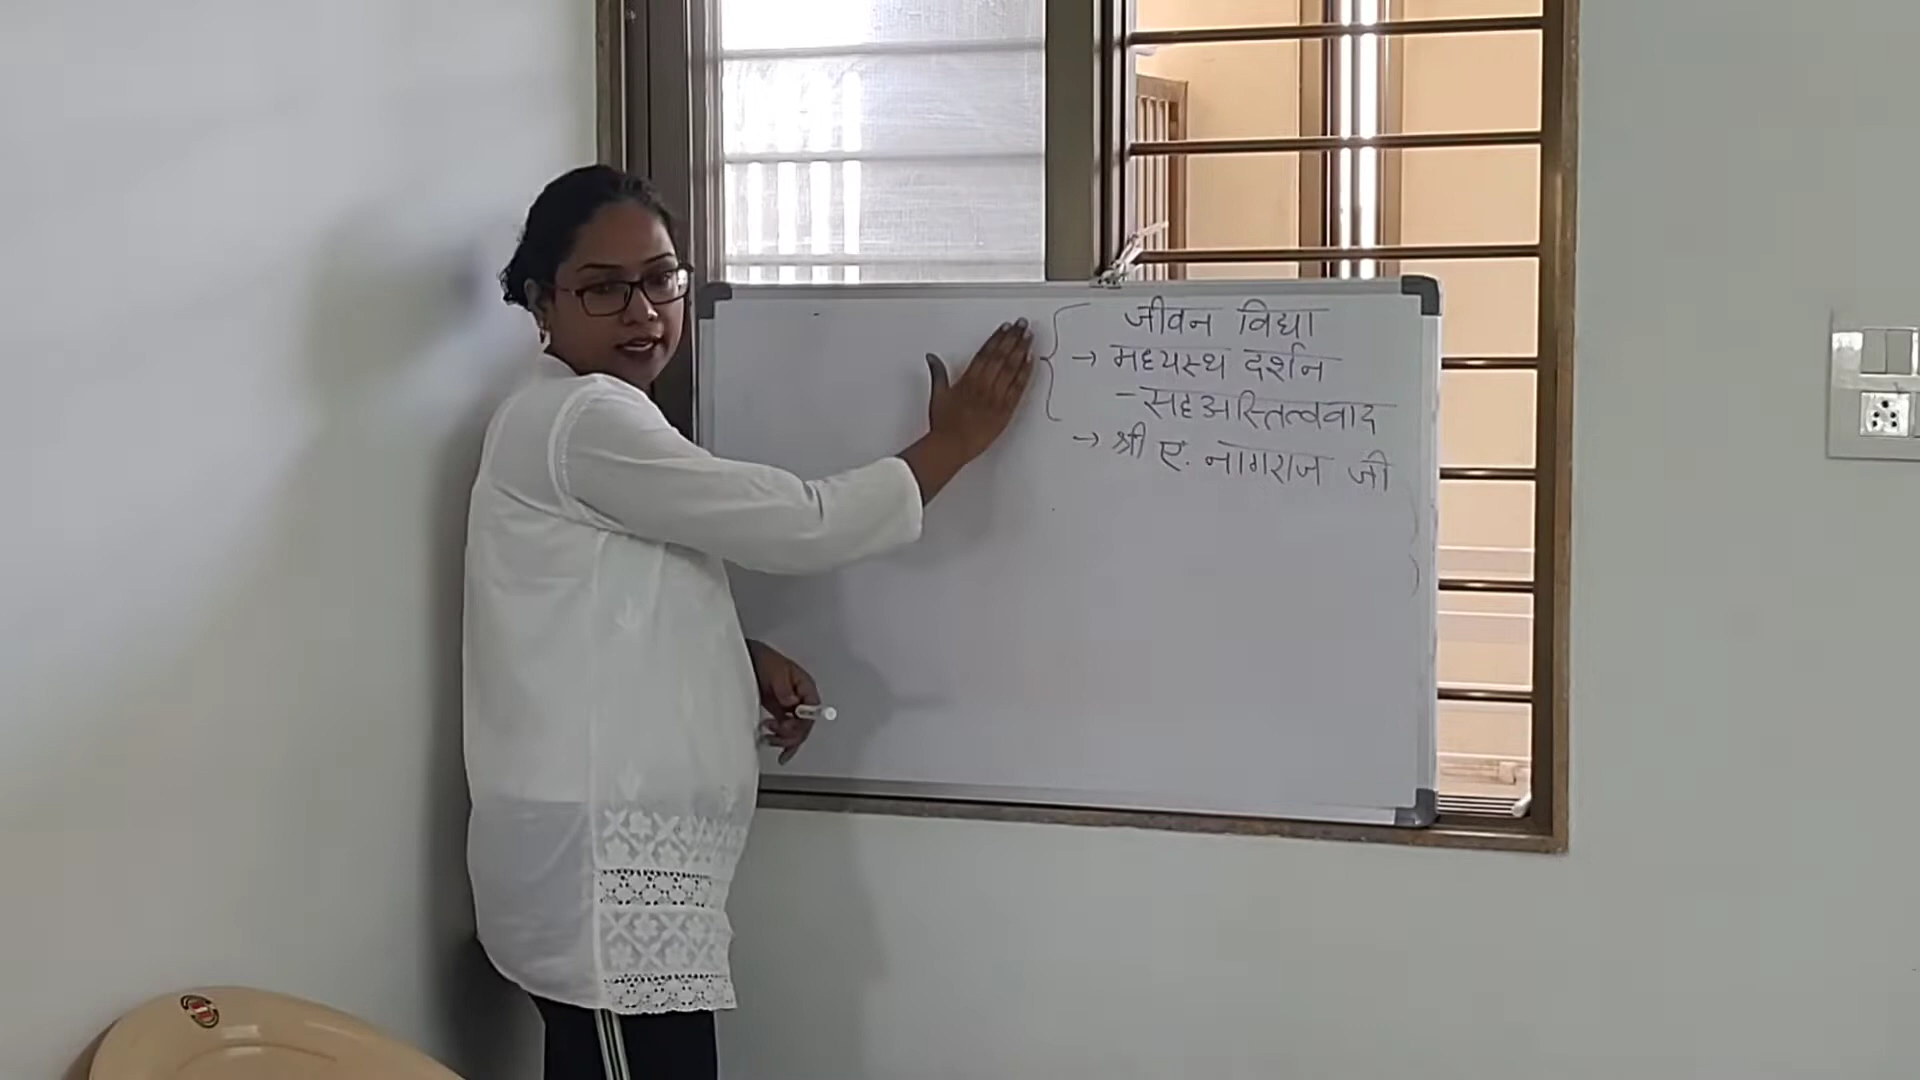 जीवन विद्या
→ मध्यस्थ दर्शन
- सहअस्तित्ववाद
→ श्री ए. नागराज जी